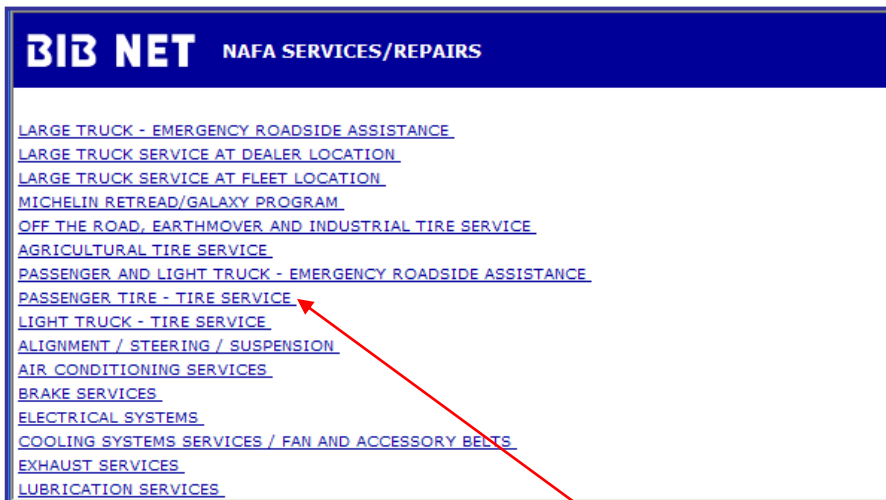 BIB NET NAFA SERVICES/REPAIRS
LARGE TRUCK - EMERGENCY ROADSIDE ASSISTANCE
LARGE TRUCK SERVICE AT DEALER LOCATION
LARGE TRUCK SERVICE AT FLEET LOCATION
MICHELIN RETREAD/GALAXY PROGRAM
OFF THE ROAD, EARTHMOVER AND INDUSTRIAL TIRE SERVICE
AGRICULTURAL TIRE SERVICE
PASSENGER AND LIGHT TRUCK - EMERGENCY ROADSIDE ASSISTANCE
PASSENGER TIRE - TIRE SERVICE
LIGHT TRUCK - TIRE SERVICE
ALIGNMENT / STEERING / SUSPENSION
AIR CONDITIONING SERVICES
BRAKE SERVICES
ELECTRICAL SYSTEMS
COOLING SYSTEMS SERVICES / FAN AND ACCESSORY BELTS
EXHAUST SERVICES
LUBRICATION SERVICES